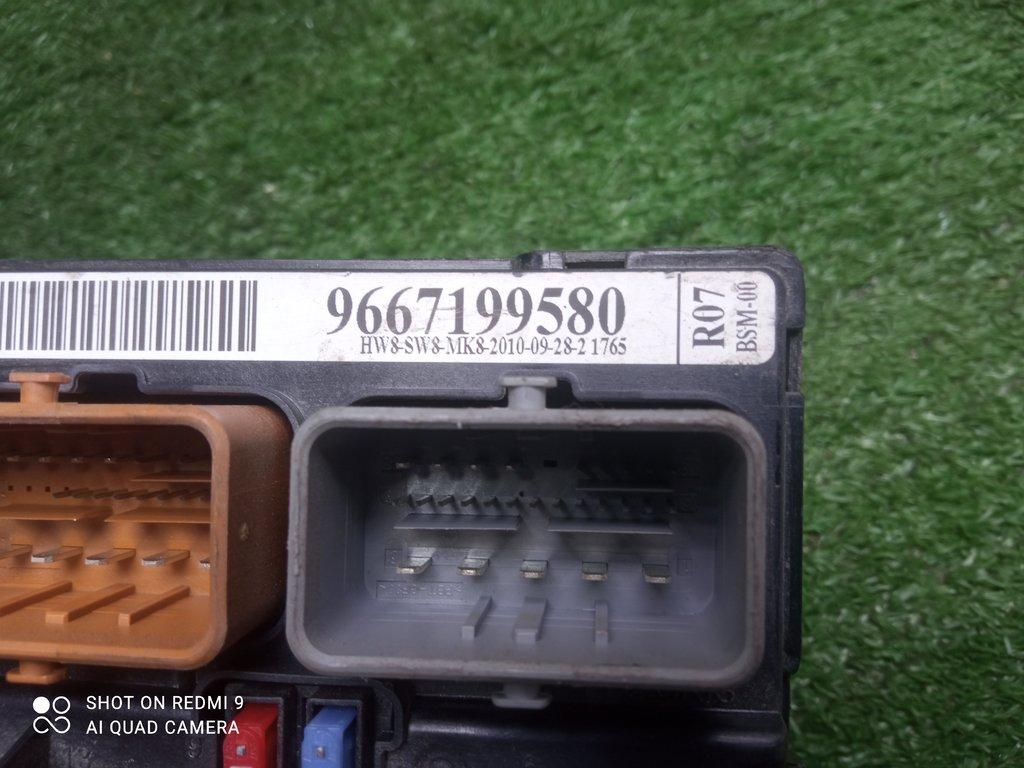 9667199580
HW8-SW8-MK8-2010-09-28-2 1765
R07
BSM-00
SHOT ON REDMI 9
AI QUAD CAMERA